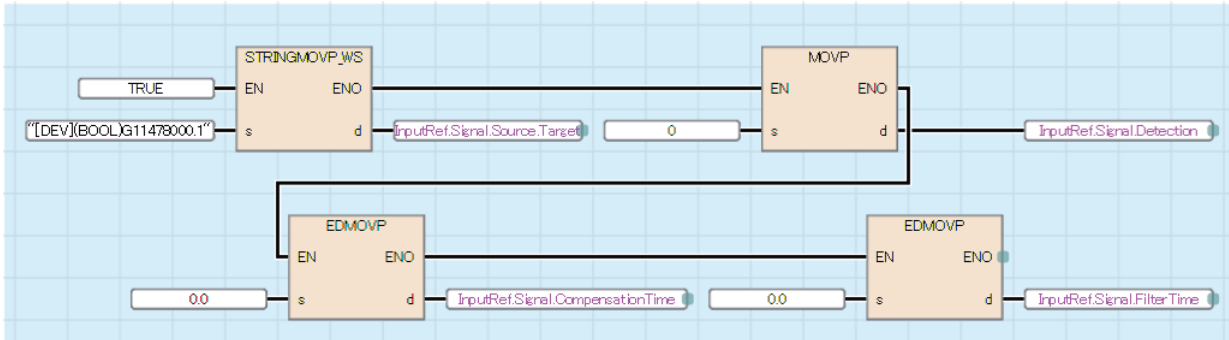 STRINGMOVP_WS
MOVP
TRUE
EN ENO
EN ENO
"[DEV](BOOL)G11478000.1"
s d
InputRef.Signal.Source.Target
0
s d
InputRef.Signal.Detection
EDMOVP
EDMOVP
EN ENO
EN ENO
0.0
s d
InputRef.Signal.CompensationTime
0.0
s d
InputRef.Signal.FilterTime